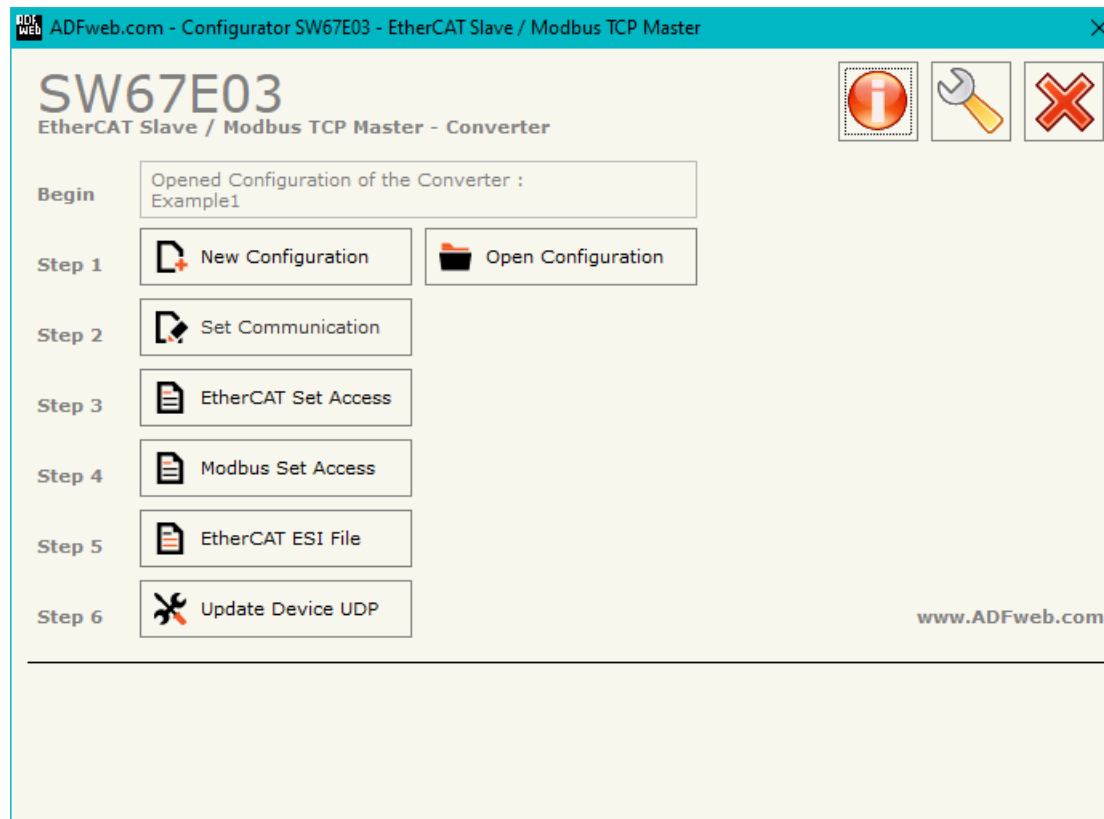 ADF
WEB
ADFweb.com - Configurator SW67E03 - EtherCAT Slave / Modbus TCP Master
SW67E03
EtherCAT Slave / Modbus TCP Master - Converter
Begin
Opened Configuration of the Converter :
Example1
Step 1
New Configuration
Open Configuration
Step 2
Set Communication
Step 3
EtherCAT Set Access
Step 4
Modbus Set Access
Step 5
EtherCAT ESI File
Step 6
Update Device UDP
www.ADFweb.com